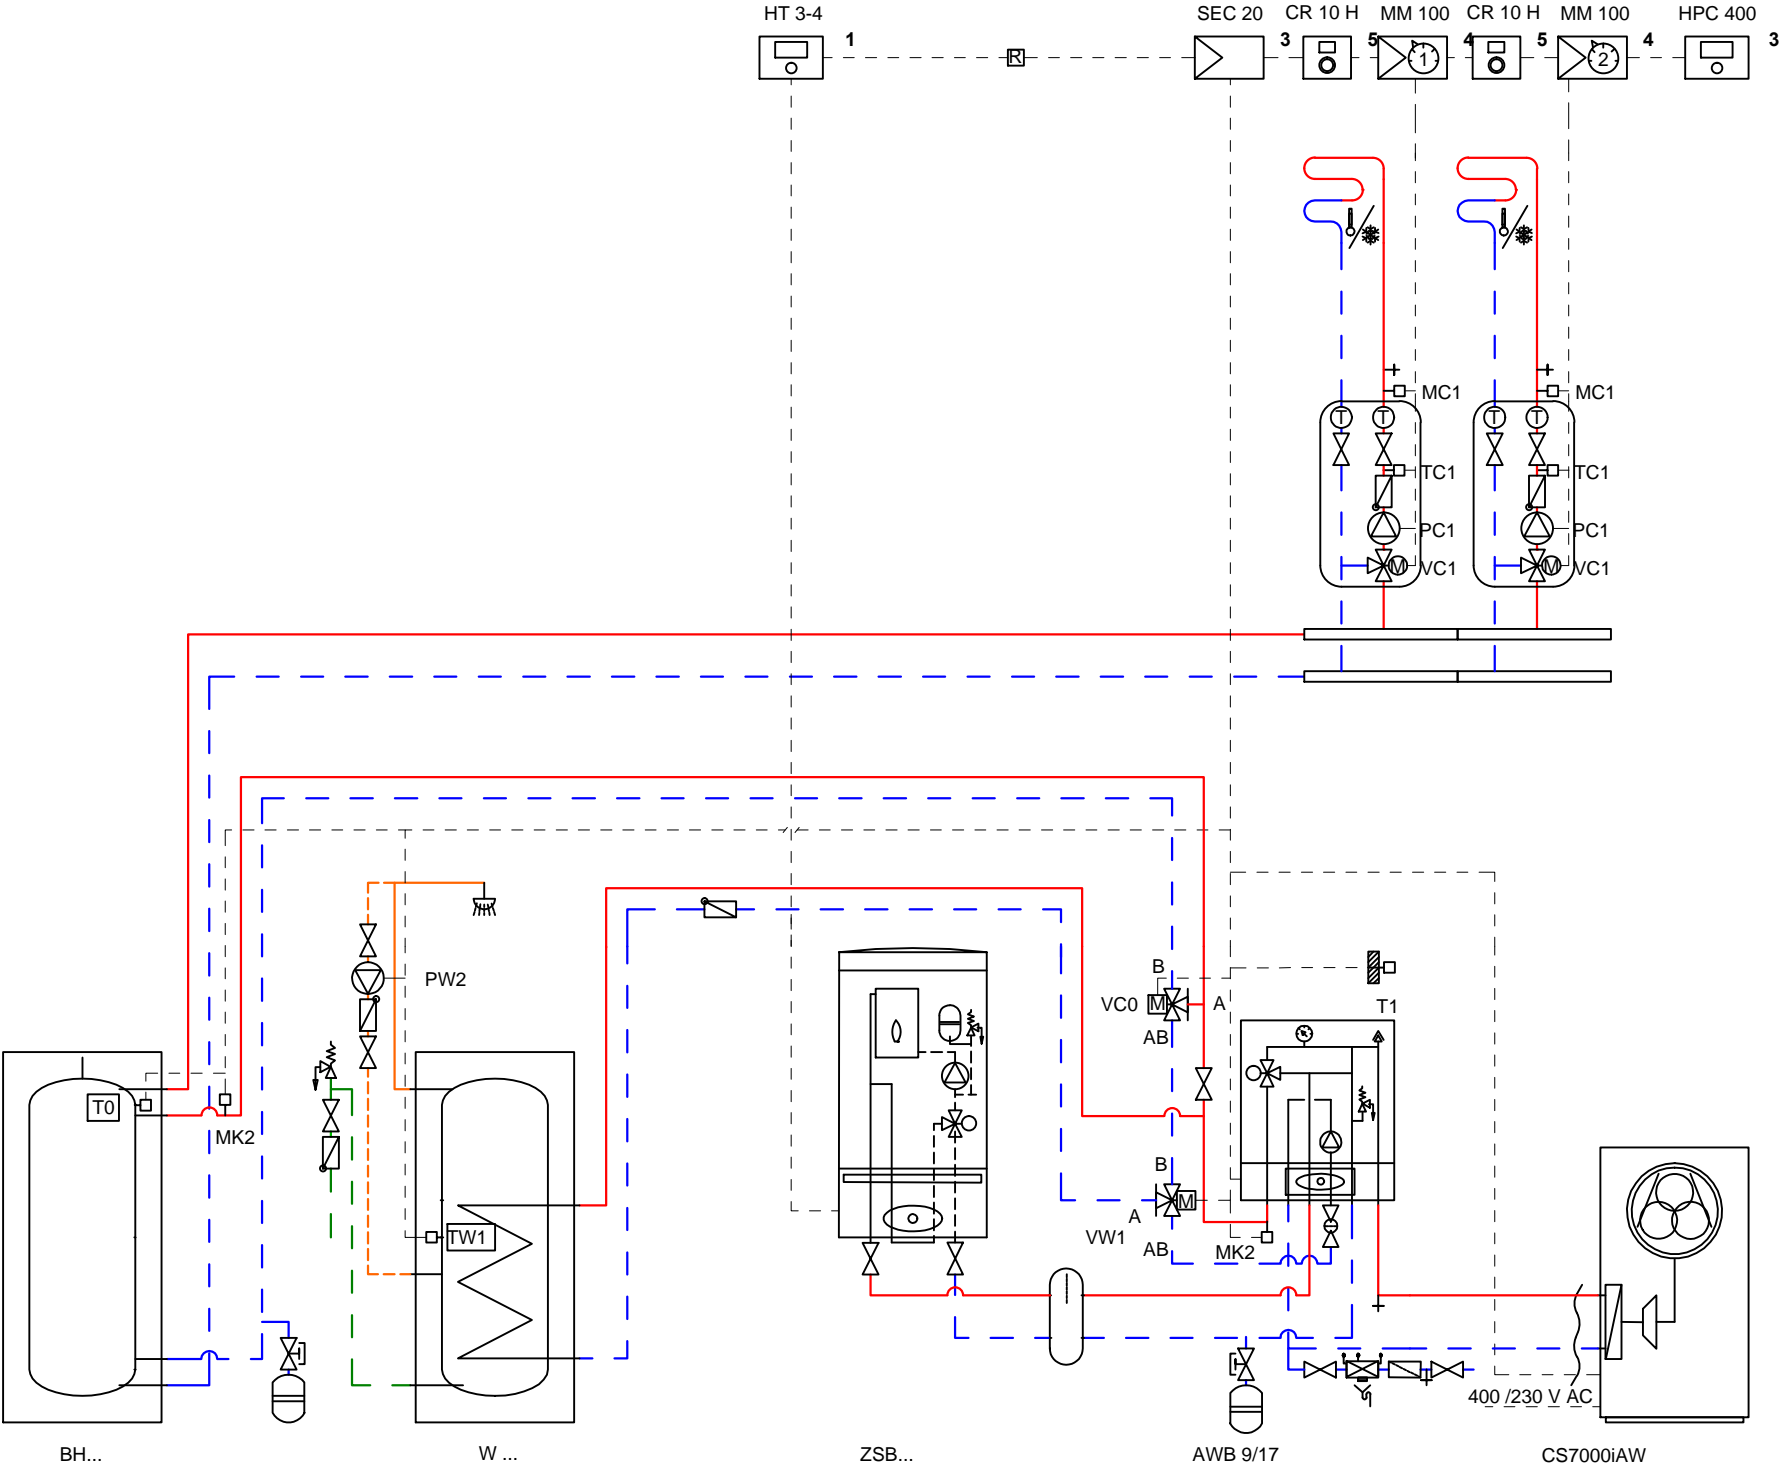 HT 3-4 SEC 20 CR 10 H MM 100 CR 10 H MM 100 HPC 400
1 3 5 4 5 4 3
R 1 2
MC1 MC1
T T T T
TC1 TC1
PC1 PC1
M VC1 M VC1
B
PW2
VC0 M A T1
AB
T0
MK2
B
M
A
TW1 VW1
AB MK2
400 /230 V AC
BH... W ... ZSB... AWB 9/17 CS7000iAW